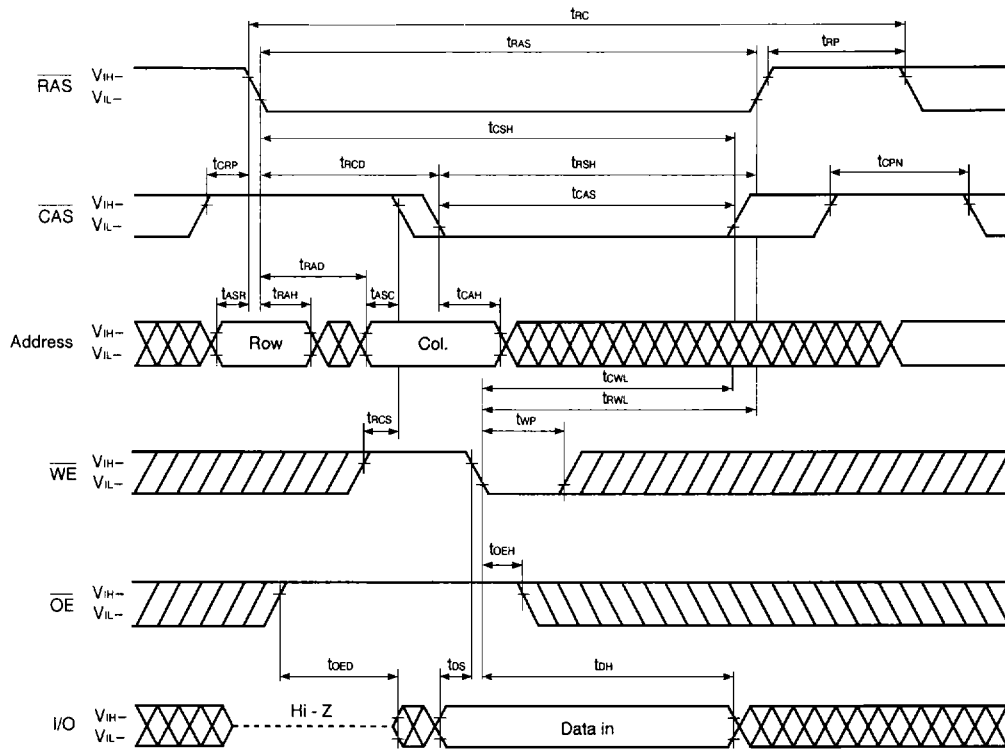 tRC
tRAS
tRP
RAS
VIH–
VIL–
tCSH
tCRP
tRCD
tRSH
tCPN
tCAS
CAS
VIH–
VIL–
tRAD
tASR
tRAH
tASC
tCAH
Address
VIH–
VIL–
Row
Col.
tCWL
tRWL
tRCS
tWP
WE
VIH–
VIL–
tOEH
OE
VIH–
VIL–
tOED
tDS
tDH
I/O
VIH–
VIL–
Hi - Z
Data in